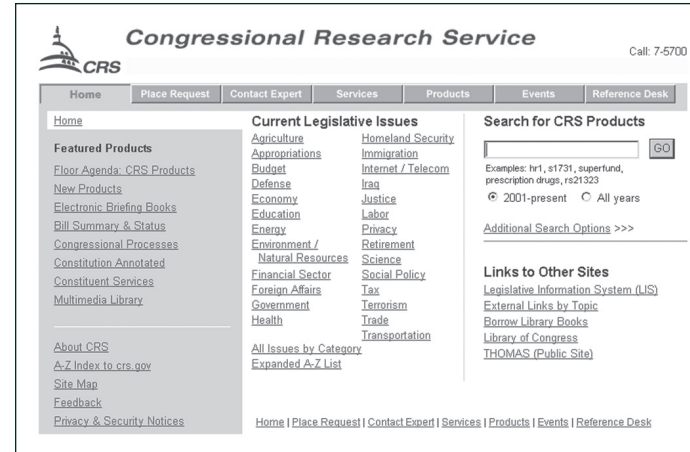 Congressional Research Service
CRS
Call: 7-5700
Home Place Request Contact Expert Services Products Events Reference Desk
Home
Featured Products
Floor Agenda: CRS Products
New Products
Electronic Briefing Books
Bill Summary & Status
Congressional Processes
Constitution Annotated
Constituent Services
Multimedia Library
About CRS
A-Z Index to crs.gov
Site Map
Feedback
Privacy & Security Notices
Current Legislative Issues
Agriculture
Appropriations
Budget
Defense
Economy
Education
Energy
Environment /
Natural Resources
Financial Sector
Foreign Affairs
Government
Health
Homeland Security
Immigration
Internet / Telecom
Iraq
Justice
Labor
Privacy
Retirement
Science
Social Policy
Tax
Terrorism
Trade
Transportation
All Issues by Category
Expanded A-Z List
Search for CRS Products
GO
Examples: hr1, s1731, superfund,
prescription drugs, rs21323
2001-present All years
Additional Search Options >>>
Links to Other Sites
Legislative Information System (LIS)
External Links by Topic
Borrow Library Books
Library of Congress
THOMAS (Public Site)
Home | Place Request | Contact Expert | Services | Products | Events | Reference Desk